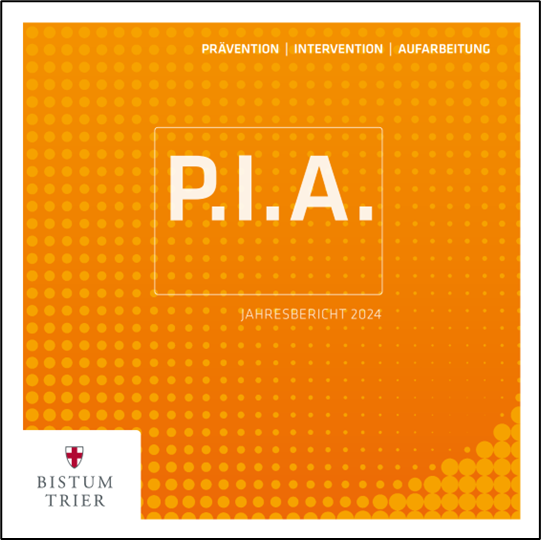 PRÄVENTION | INTERVENTION | AUFARBEITUNG
P.I.A.
JAHRESBERICHT 2024
BISTUM
TRIER